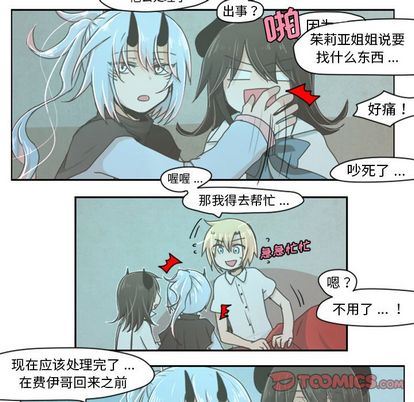 出事？
啪
因为
茱莉亚姐姐说要
找什么东西 ...
好痛！
吵死了 ...
喔喔 ...
那我得去帮忙 ...
急急忙忙
嗯？
不用了 ... !
现在应该处理完了 ...
在费伊哥回来之前
TOOMICS.COM